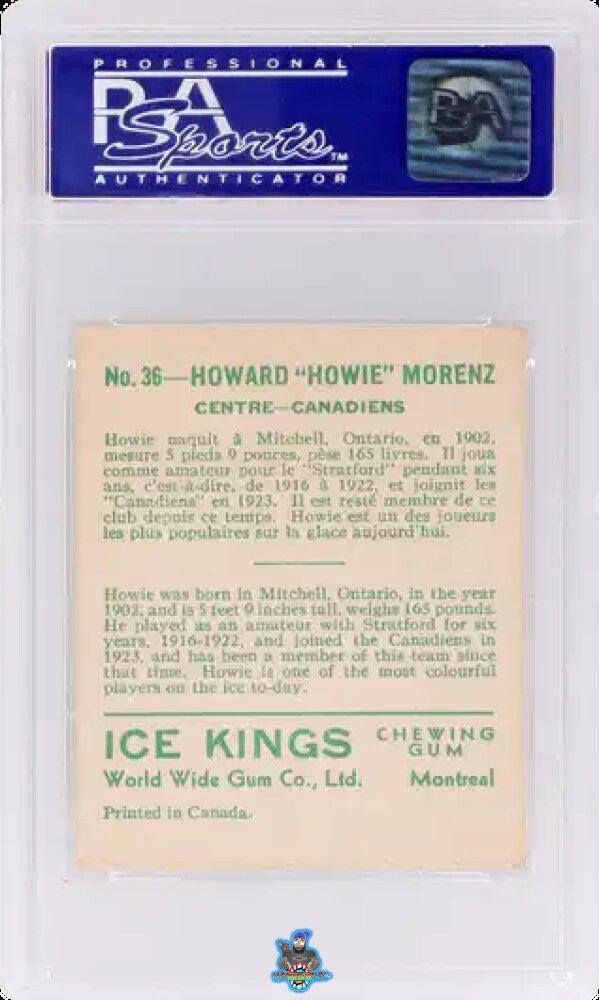 PROFESSIONAL
PSA
Sports™
AUTHENTICATOR
PSA
No. 36—HOWARD "HOWIE" MORENZ
CENTRE—CANADIENS
Howie naquit à Mitchell, Ontario, en 1902,
mesure 5 pieds 9 pouces, pèse 165 livres. Il joua
comme amateur pour le "Stratford" pendant six
ans, c'est-à-dire, de 1916 à 1922, et joignit les
"Canadiens" en 1923. Il est resté membre de ce
club depuis ce temps. Howie est un des joueurs
les plus populaires sur la glace aujourd'hui.
Howie was born in Mitchell, Ontario, in the year
1902, and is 5 feet 9 inches tall, weighs 165 pounds.
He played as an amateur with Stratford for six
years, 1916-1922, and joined the Canadiens in
1923, and has been a member of this team since
that time. Howie is one of the most colourful
players on the ice to-day.
ICE KINGS CHEWING GUM
World Wide Gum Co., Ltd. Montreal
Printed in Canada.